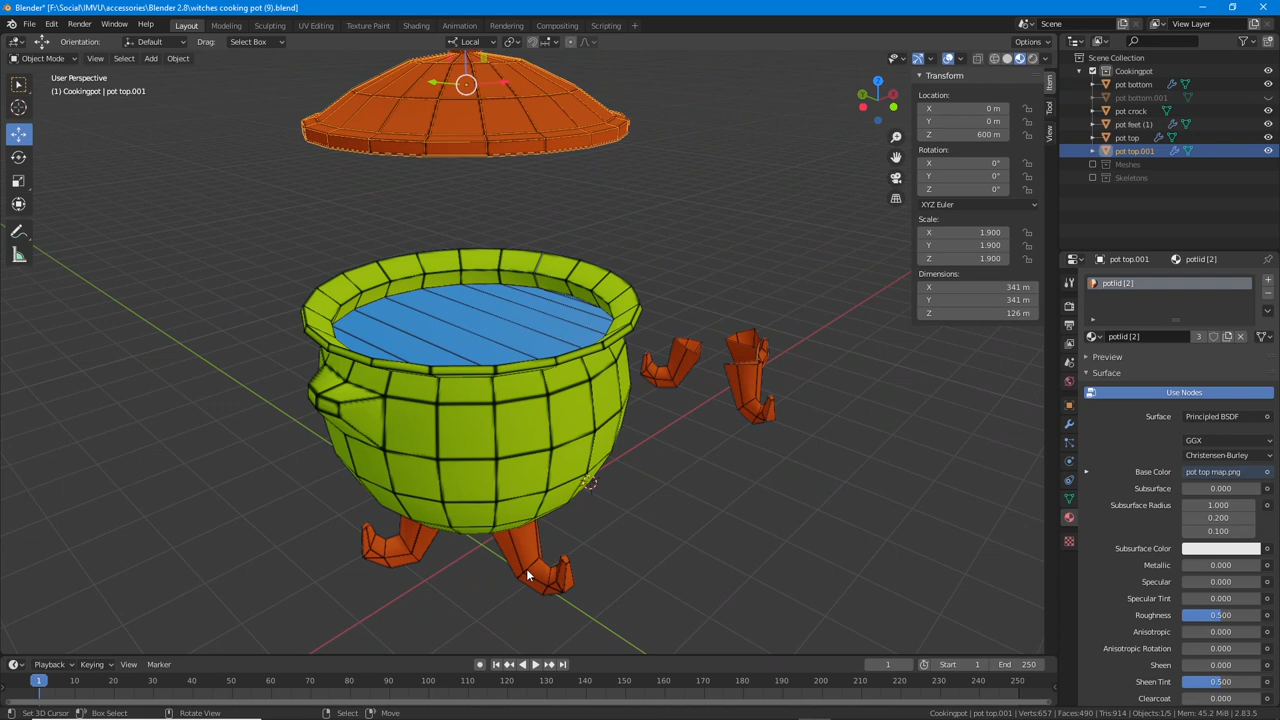 Blender* [F:\Social\IMVU\accessories\Blender 2.8\witches cooking pot (9).blend]
File Edit Render Window Help Layout Modeling Sculpting UV Editing Texture Paint Shading Animation Rendering Compositing Scripting Scene View Layer
Orientation: Default Drag: Select Box Local Options
Object Mode View Select Add Object
User Perspective
(1) Cookingpot | pot top.001
Z
Transform
Location:
X 0 m
Y 0 m
Z 600 m
Rotation:
X 0°
Y 0°
Z 0°
XYZ Euler
Scale:
X 1.900
Y 1.900
Z 1.900
Dimensions:
X 341 m
Y 341 m
Z 126 m
Item
Tool
View
Scene Collection
Cookingpot
pot bottom
pot bottom.001
pot crock
pot feet (1)
pot top
pot top.001
Meshes
Skeletons
pot top.001 potlid [2]
potlid [2]
potlid [2] 3
Preview
Surface
Use Nodes
Surface Principled BSDF
GGX
Christensen-Burley
Base Color pot top map.png
Subsurface 0.000
Subsurface Radius 1.000
0.200
0.100
Subsurface Color
Metallic 0.000
Specular 0.000
Specular Tint 0.000
Roughness 0.500
Anisotropic 0.000
Anisotropic Rotation 0.000
Sheen 0.000
Sheen Tint 0.500
Clearcoat 0.000
Playback Keying View Marker 1 Start 1 End 250
1 10 20 30 40 50 60 70 80 90 100 110 120 130 140 150 160 170 180 190 200 210 220 230 240 250
Set 3D Cursor Box Select Rotate View Select Move Cookingpot | pot top.001 | Verts:657 | Faces:490 | Tris:914 | Objects:1/5 | Mem: 45.2 MiB | 2.83.5